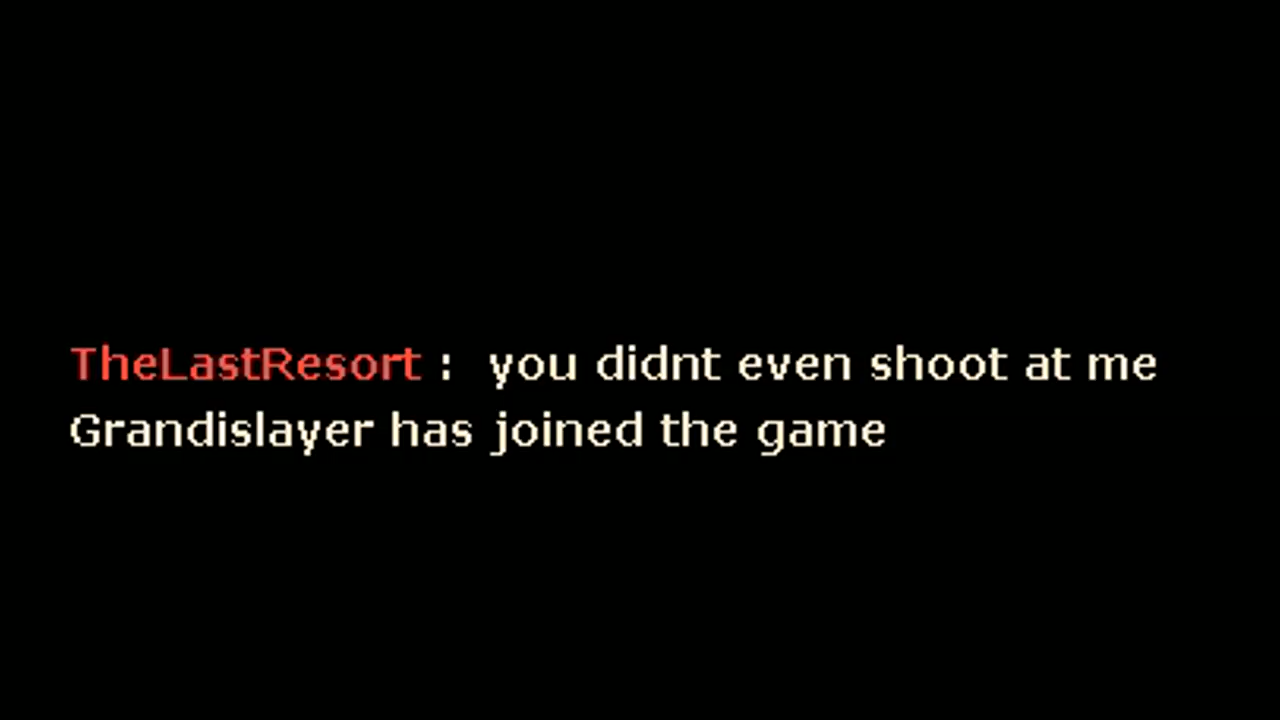 TheLastResort :  you didnt even shoot at me
Grandislayer has joined the game